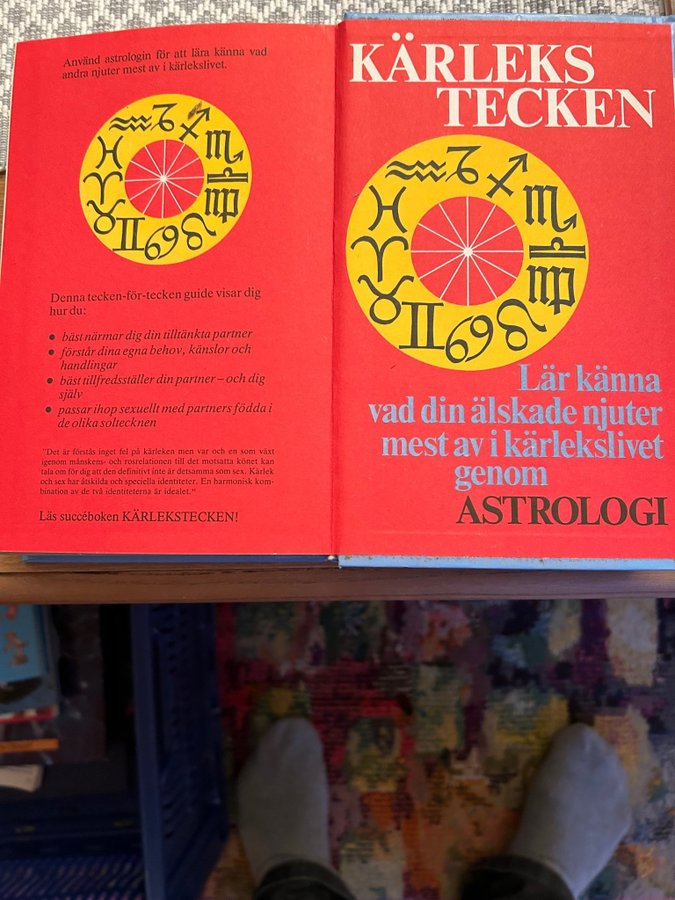 Använd astrologin för att lära känna vad
andra njuter mest av i kärlekslivet.
Denna tecken-för-tecken guide visar dig
hur du:
● bäst närmar dig din tilltänkta partner
● förstår dina egna behov, känslor och
handlingar
● bäst tillfredsställer din partner – och dig
själv
● passar ihop sexuellt med partners födda i
de olika soltecknen
"Det är förstås inget fel på kärleken men var och en som växt
igenom månskens- och rosrelationen till det motsatta könet kan
tala om för dig att den definitivt inte är detsamma som sex. Kärlek
och sex har åtskilda och speciella identiteter. En harmonisk kom-
bination av de två identiteterna är idealet."
Läs succéboken KÄRLEKSTECKEN!
KÄRLEKS
TECKEN
Lär känna
vad din älskade njuter
mest av i kärlekslivet
genom
ASTROLOGI